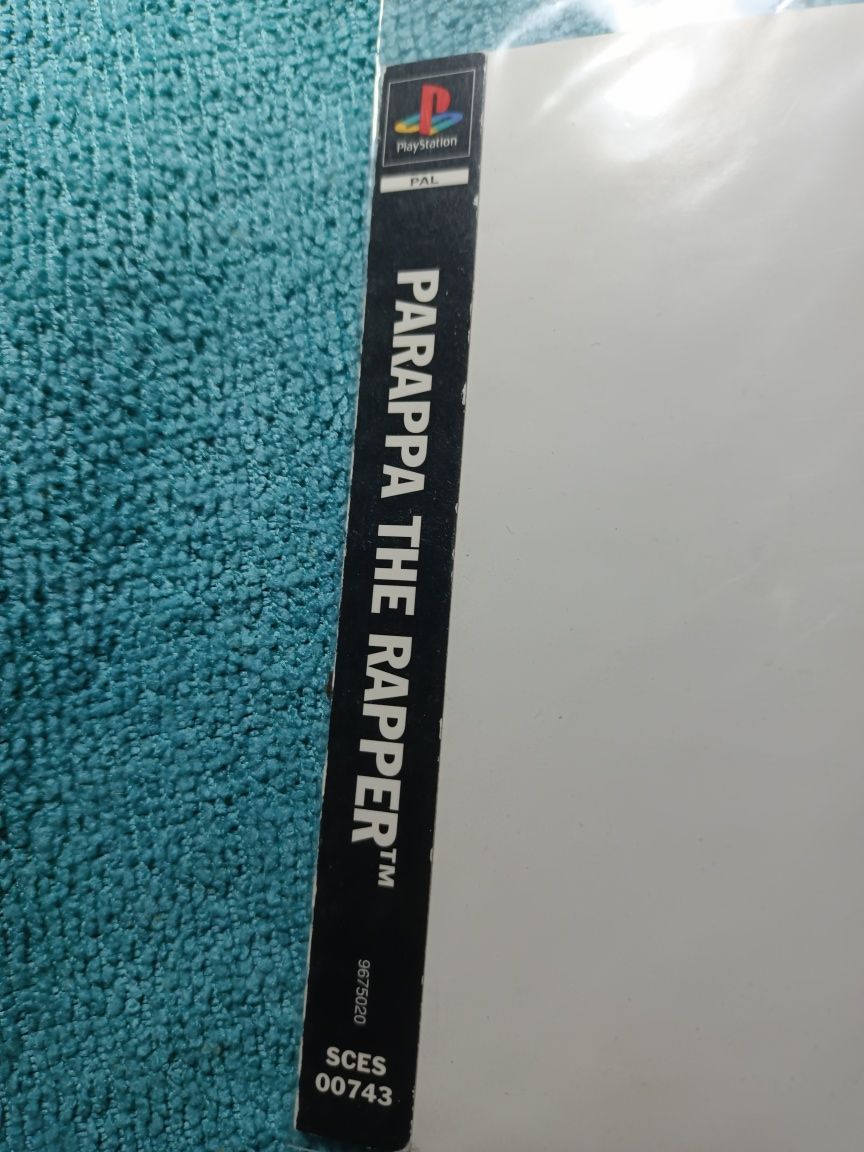 PlayStation
PAL
PARAPPA THE RAPPER™
9675020
SCES
00743